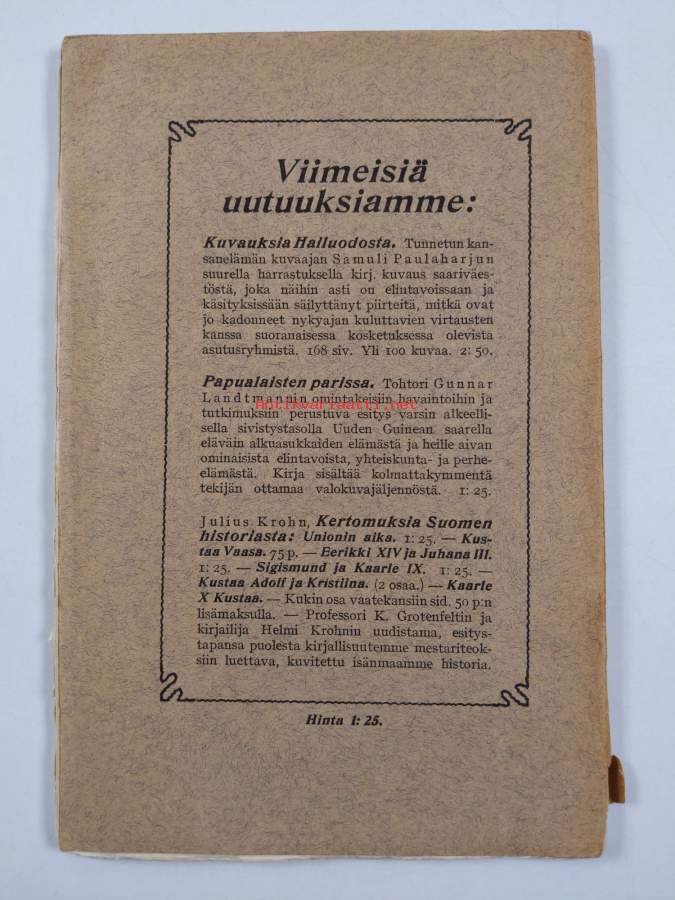 Viimeisiä
uutuuksiamme:
Kuvauksia Hailuodosta. Tunnetun kan-
sanelämän kuvaajan Samuli Paulaharjun
suurella harrastuksella kirj. kuvaus saariväes-
töstä, joka näihin asti on elintavoissaan ja
käsityksissään säilyttänyt piirteitä, mitkä ovat
jo kadonneet nykyajan kuluttavien virtausten
kanssa suoranaisessa kosketuksessa olevista
asutusryhmistä. 168 siv. Yli 100 kuvaa. 2: 50.
Papualaisten parissa. Tohtori Gunnar
Landtmannin omintakeisiin havaintoihin ja
antikvariaatti.net
tutkimuksiin perustuva esitys varsin alkeelli-
sella sivistystasolla Uuden Guinean saarella
eläväin alkuasukkaiden elämästä ja heille aivan
ominaisista elintavoista, yhteiskunta- ja perhe-
elämästä. Kirja sisältää kolmattakymmentä
tekijän ottamaa valokuvajäljennöstä. 1: 25.
Julius Krohn, Kertomuksia Suomen
historiasta: Unionin aika. 1: 25. — Kus-
taa Vaasa. 75 p. — Eerikki XIV ja Juhana III.
1: 25. — Sigismund ja Kaarle IX. 1: 25. —
Kustaa Adolf ja Kristiina. (2 osaa.) — Kaarle
X Kustaa. — Kukin osa vaatekansiin sid. 50 p:n
lisämaksulla. — Professori K. Grotenfeltin ja
kirjailija Helmi Krohnin uudistama, esitys-
tapansa puolesta kirjallisuutemme mestariteok-
siin luettava, kuvitettu isänmaamme historia.
Hinta 1: 25.